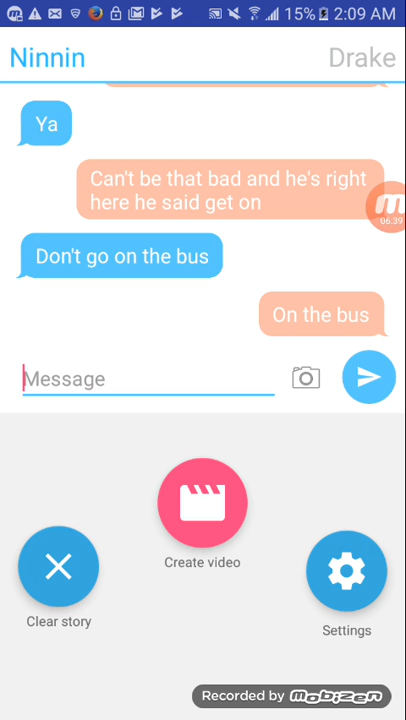 15% 2:09 AM
Ninnin
Drake
Ya
Can't be that bad and he's right
here he said get on
06:39
Don't go on the bus
On the bus
Message
Create video
Clear story
Settings
Recorded by mobizen